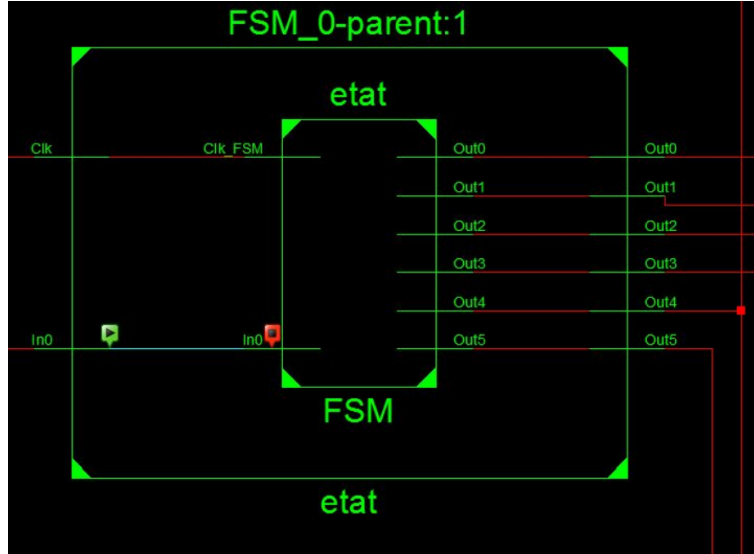 FSM_0-parent:1
etat
Clk
Clk_FSM
Out0
Out0
Out1
Out1
Out2
Out2
Out3
Out3
Out4
Out4
In0
In0
Out5
Out5
FSM
etat